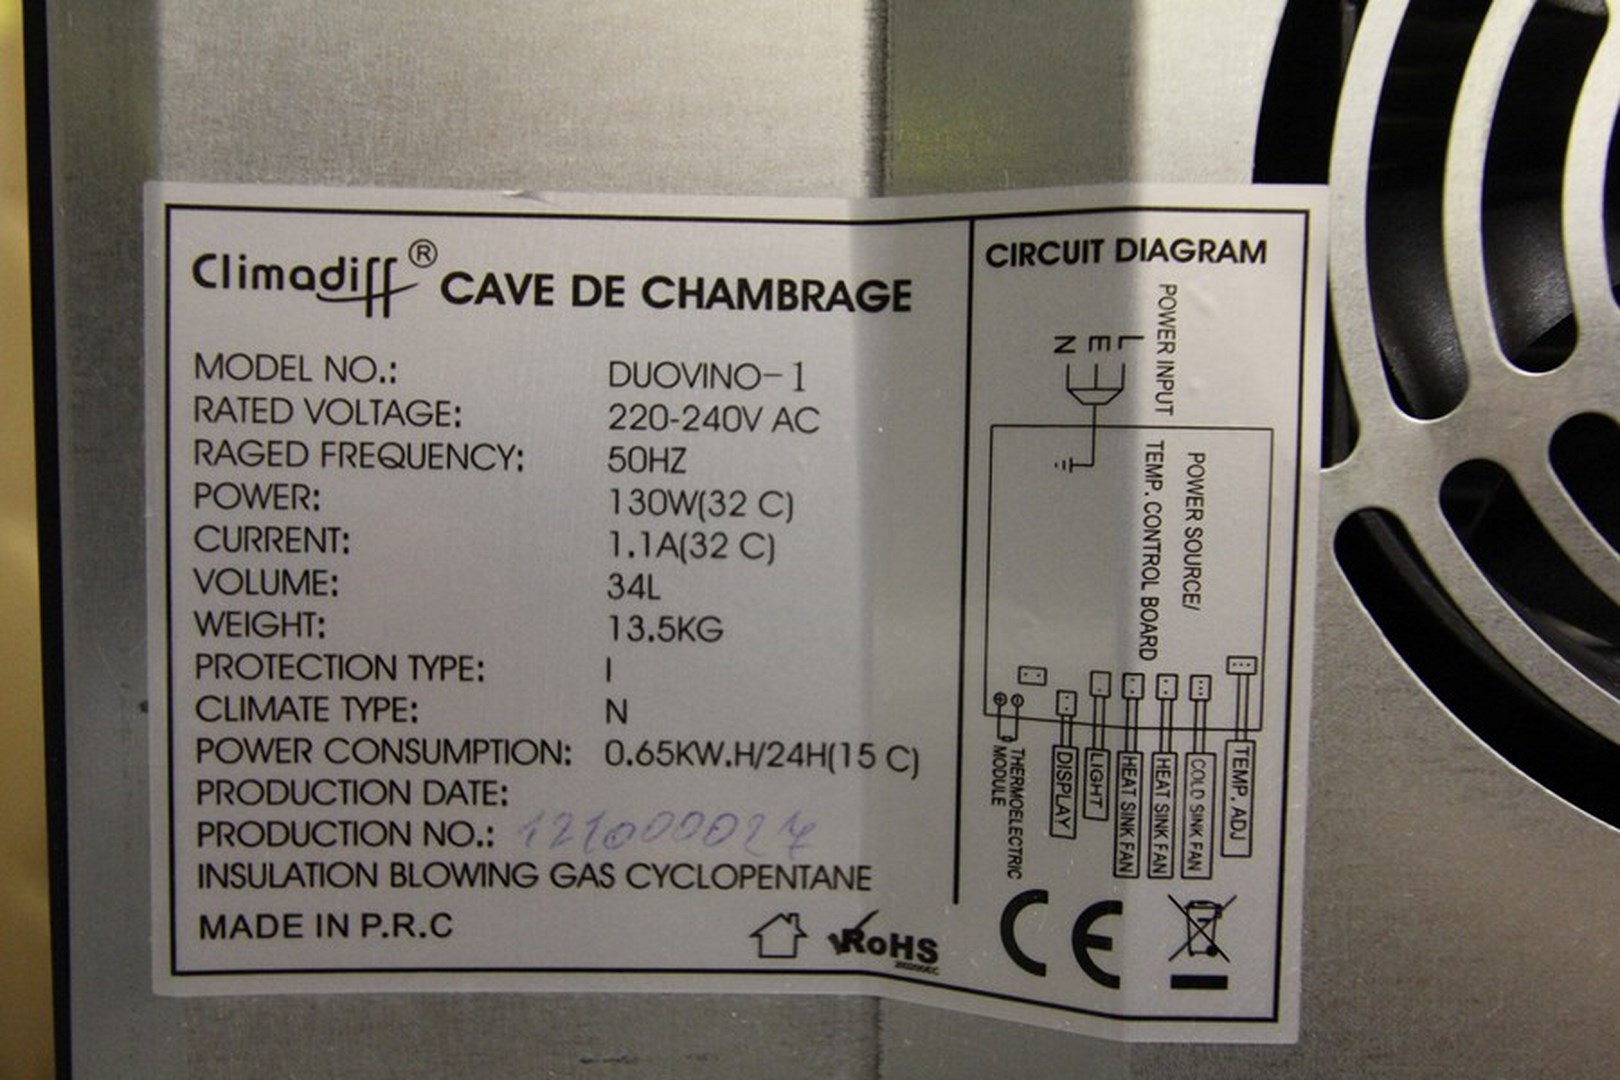 Climadiff® CAVE DE CHAMBRAGE
MODEL NO.: DUOVINO-1
RATED VOLTAGE: 220-240V AC
RAGED FREQUENCY: 50HZ
POWER: 130W(32 C)
CURRENT: 1.1A(32 C)
VOLUME: 34L
WEIGHT: 13.5KG
PROTECTION TYPE: I
CLIMATE TYPE: N
POWER CONSUMPTION: 0.65KW.H/24H(15 C)
PRODUCTION DATE:
PRODUCTION NO.:
INSULATION BLOWING GAS CYCLOPENTANE
MADE IN P.R.C
RoHS
CIRCUIT DIAGRAM
POWER INPUT
L
E
N
POWER SOURCE/
TEMP. CONTROL BOARD
TEMP. ADJ
COLD SINK FAN
HEAT SINK FAN
HEAT SINK FAN
LIGHT
DISPLAY
THERMOELECTRIC
MODULE
CE